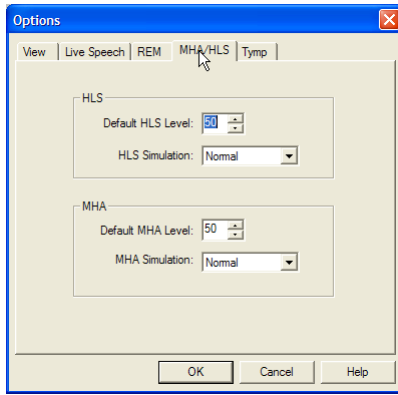 Options
View Live Speech REM MHA/HLS Tymp
HLS
Default HLS Level: 50
HLS Simulation: Normal
MHA
Default MHA Level: 50
MHA Simulation: Normal
OK Cancel Help